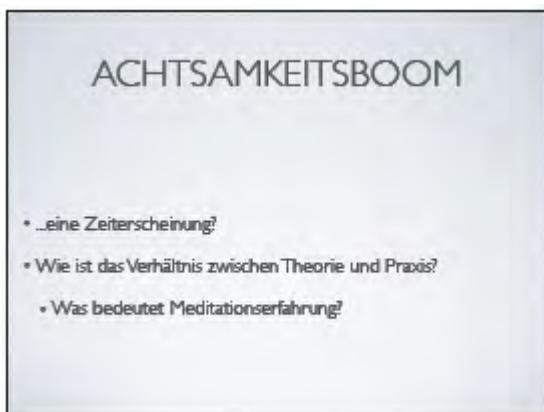 ACHTSAMKEITSBOOM
• ...eine Zeiterscheinung?
• Wie ist das Verhältnis zwischen Theorie und Praxis?
• Was bedeutet Meditationserfahrung?